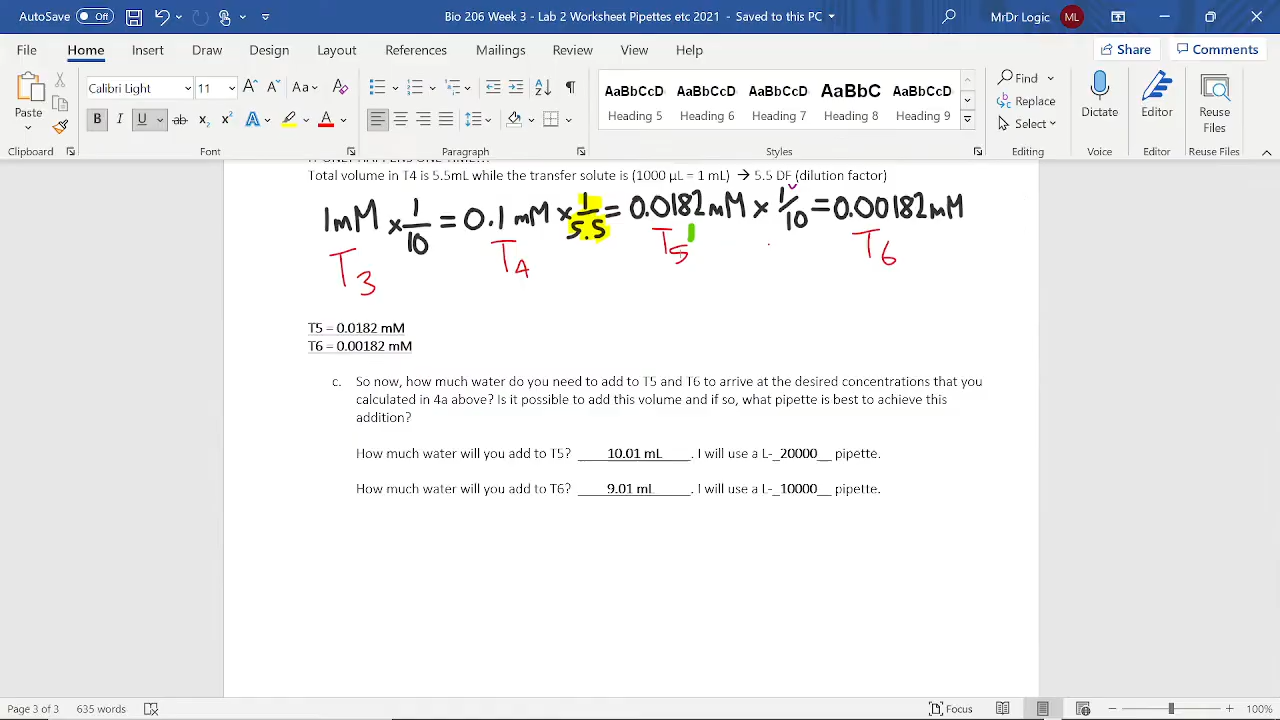 AutoSave Off Bio 206 Week 3 - Lab 2 Worksheet Pipettes etc 2021 - Saved to this PC MrDr Logic ML
File Home Insert Draw Design Layout References Mailings Review View Help Share Comments
Calibri Light 11 A A Aa A
Paste
B I U ab x₂ x² A A
AaBbCcD AaBbCcD AaBbCcD AaBbC AaBbCcD
Heading 5 Heading 6 Heading 7 Heading 8 Heading 9
Find
Replace
Select
Dictate Editor Reuse Files
Clipboard Font Paragraph Styles Editing Voice Editor Reuse Files
Total volume in T4 is 5.5mL while the transfer solute is (1000 µL = 1 mL) → 5.5 DF (dilution factor)
1mM × 1/10 = 0.1 mM × 1/5.5 = 0.0182 mM × 1/10 = 0.00182 mM
T3 T4 T5 T6
T5 = 0.0182 mM
T6 = 0.00182 mM
c. So now, how much water do you need to add to T5 and T6 to arrive at the desired concentrations that you
calculated in 4a above? Is it possible to add this volume and if so, what pipette is best to achieve this
addition?
How much water will you add to T5? ____10.01 mL____. I will use a L-_20000__ pipette.
How much water will you add to T6? ____9.01 mL____. I will use a L-_10000__ pipette.
Page 3 of 3 635 words Focus 100%